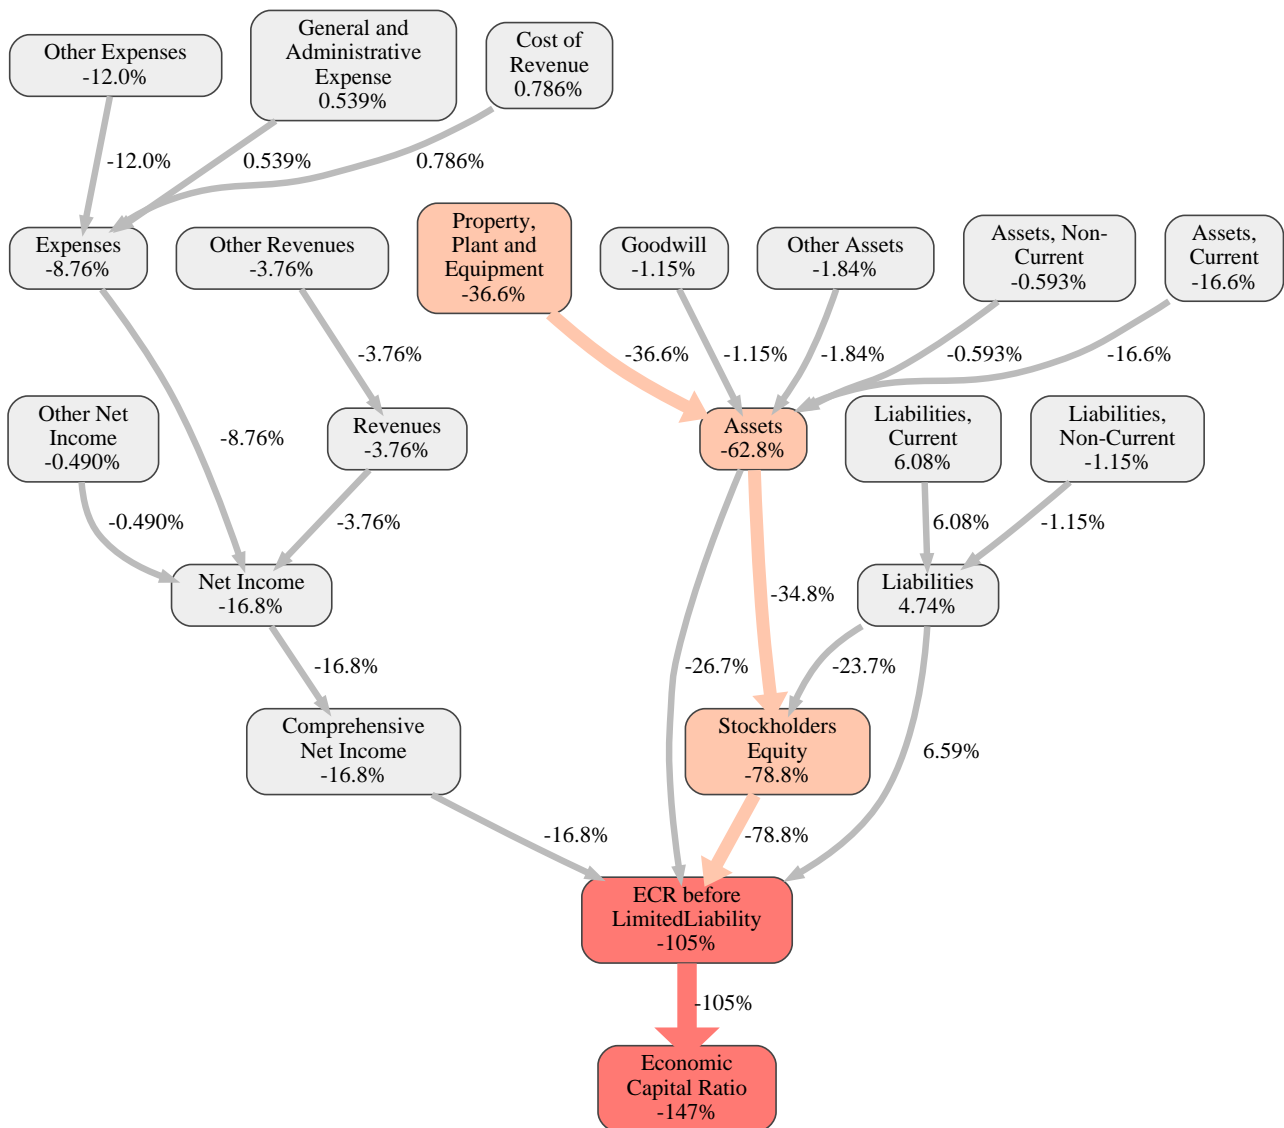 Other Expenses
-12.0%
General and
Administrative
Expense
0.539%
Cost of
Revenue
0.786%
-12.0%
0.539%
0.786%
Expenses
-8.76%
Other Revenues
-3.76%
Property,
Plant and
Equipment
-36.6%
Goodwill
-1.15%
Other Assets
-1.84%
Assets, Non-
Current
-0.593%
Assets,
Current
-16.6%
-3.76%
-36.6%
-1.15%
-1.84%
-0.593%
-16.6%
Other Net
Income
-0.490%
-8.76%
Revenues
-3.76%
Assets
-62.8%
Liabilities,
Current
6.08%
Liabilities,
Non-Current
-1.15%
-0.490%
-3.76%
6.08%
-1.15%
Net Income
-16.8%
-34.8%
Liabilities
4.74%
-16.8%
-26.7%
-23.7%
Comprehensive
Net Income
-16.8%
Stockholders
Equity
-78.8%
6.59%
-16.8%
-78.8%
ECR before
LimitedLiability
-105%
-105%
Economic
Capital Ratio
-147%